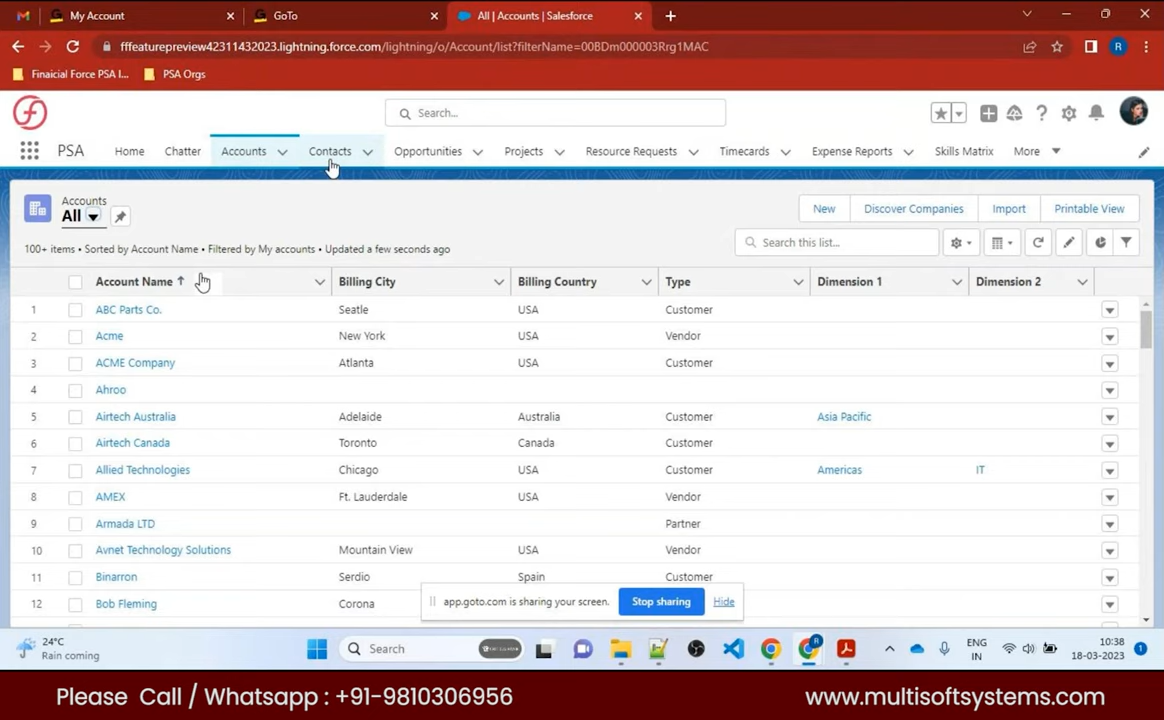 My Account
GoTo
All | Accounts | Salesforce
fffeaturepreview42311432023.lightning.force.com/lightning/o/Account/list?filterName=00BDm000003Rrg1MAC
R
Finaicial Force PSA I...
PSA Orgs
Search...
PSA
Home
Chatter
Accounts
Contacts
Opportunities
Projects
Resource Requests
Timecards
Expense Reports
Skills Matrix
More
Accounts
All
New
Discover Companies
Import
Printable View
100+ items • Sorted by Account Name • Filtered by My accounts • Updated a few seconds ago
Search this list...
Account Name ↑ Billing City Billing Country Type Dimension 1 Dimension 2
1 ABC Parts Co. Seatle USA Customer
2 Acme New York USA Vendor
3 ACME Company Atlanta USA Customer
4 Ahroo
5 Airtech Australia Adelaide Australia Customer Asia Pacific
6 Airtech Canada Toronto Canada Customer
7 Allied Technologies Chicago USA Customer Americas IT
8 AMEX Ft. Lauderdale USA Vendor
9 Armada LTD Partner
10 Avnet Technology Solutions Mountain View USA Vendor
11 Binarron Serdio Spain Customer
12 Bob Fleming Corona
app.goto.com is sharing your screen.
Stop sharing
Hide
24°C
Rain coming
Search
R
ENG
IN
10:38
18-03-2023
1
Please Call / Whatsapp : +91-9810306956
www.multisoftsystems.com